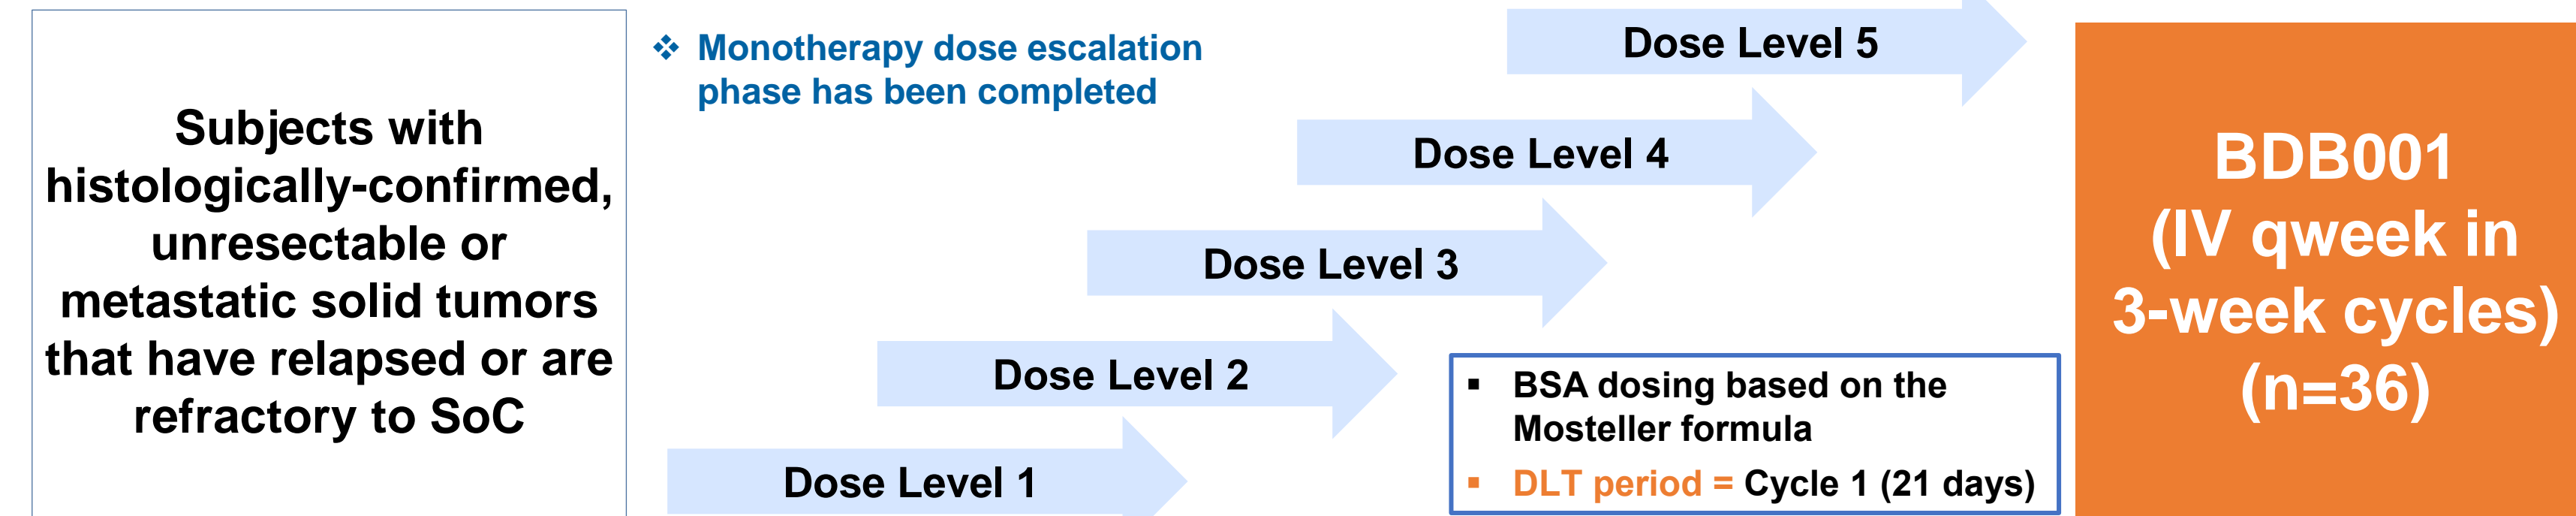 Subjects with
histologically-confirmed,
unresectable or
metastatic solid tumors
that have relapsed or are
refractory to SoC
❖ Monotherapy dose escalation
phase has been completed
Dose Level 5
Dose Level 4
Dose Level 3
Dose Level 2
Dose Level 1
▪ BSA dosing based on the
Mosteller formula
▪ DLT period = Cycle 1 (21 days)
BDB001
(IV qweek in
3-week cycles)
(n=36)